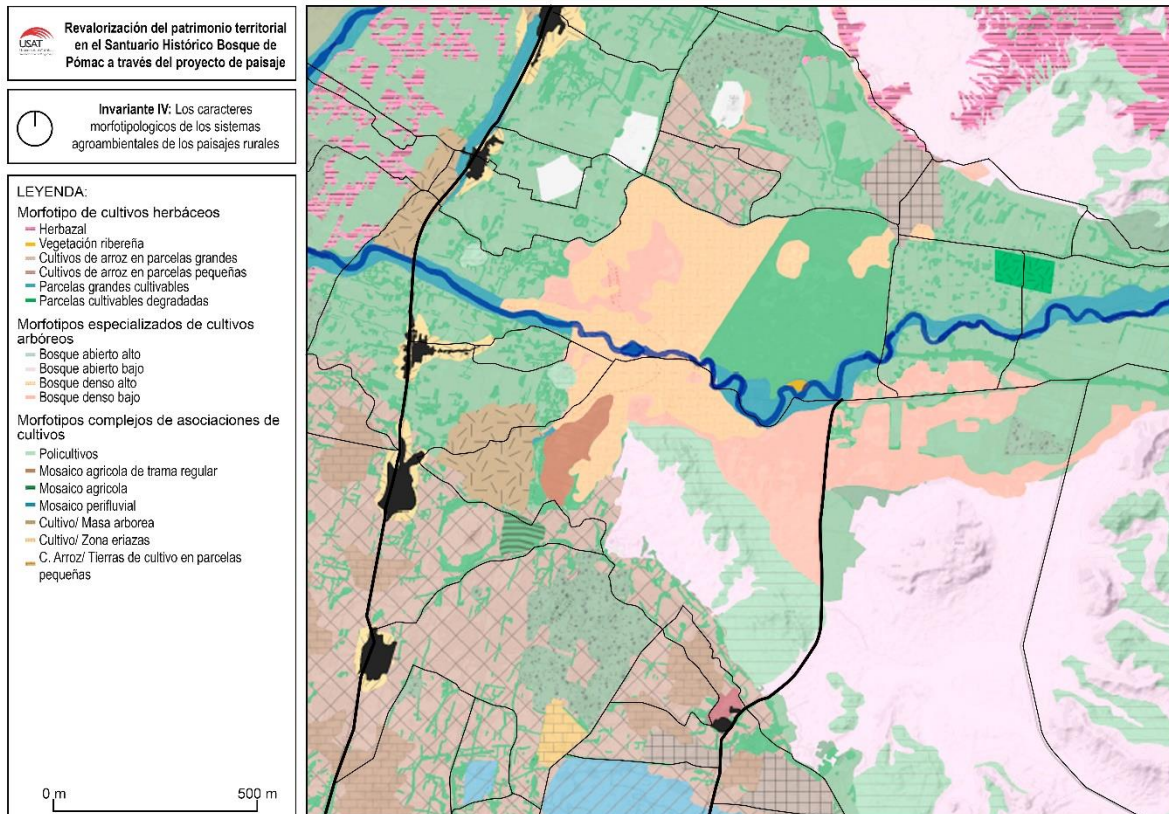 USAT
Revalorización del patrimonio territorial
en el Santuario Histórico Bosque de
Pómac a través del proyecto de paisaje
Invariante IV: Los caracteres
morfotipologicos de los sistemas
agroambientales de los paisajes rurales
LEYENDA:
Morfotipo de cultivos herbáceos
Herbazal
Vegetación ribereña
Cultivos de arroz en parcelas grandes
Cultivos de arroz en parcelas pequeñas
Parcelas grandes cultivables
Parcelas cultivables degradadas
Morfotipos especializados de cultivos
arbóreos
Bosque abierto alto
Bosque abierto bajo
Bosque denso alto
Bosque denso bajo
Morfotipos complejos de asociaciones de
cultivos
Policultivos
Mosaico agricola de trama regular
Mosaico agricola
Mosaico perifluvial
Cultivo/ Masa arborea
Cultivo/ Zona eriazas
C. Arroz/ Tierras de cultivo en parcelas
pequeñas
0 m 500 m